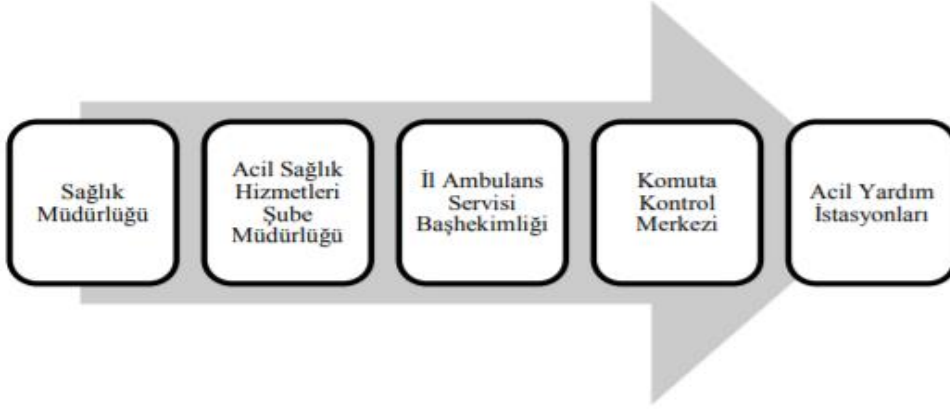 Sağlık
Müdürlüğü
Acil Sağlık
Hizmetleri
Şube
Müdürlüğü
İl Ambulans
Servisi
Başhekimliği
Komuta
Kontrol
Merkezi
Acil Yardım
İstasyonları